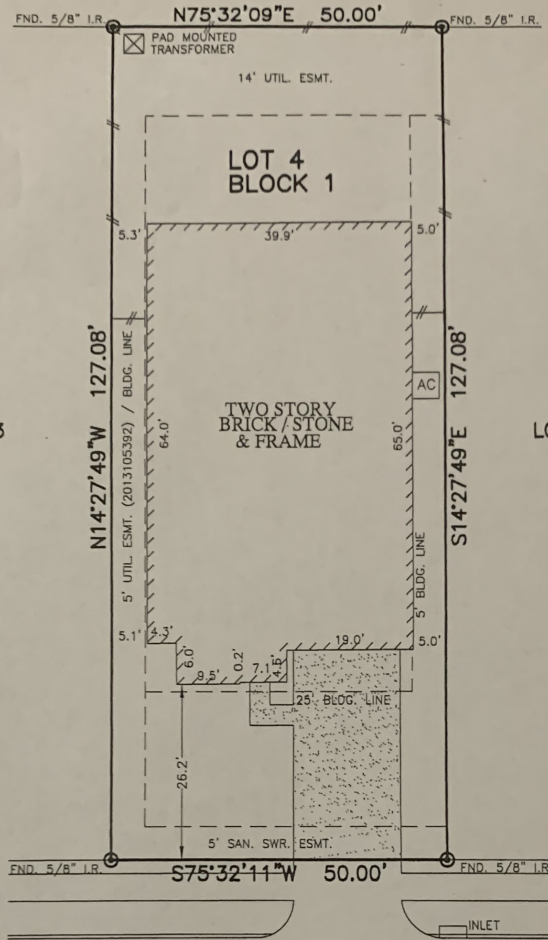 FND. 5/8" I.R.
N75°32'09"E 50.00'
FND. 5/8" I.R.
PAD MOUNTED
TRANSFORMER
14' UTIL. ESMT.
LOT 4
BLOCK 1
5.3'
39.9'
5.0'
N14°27'49"W 127.08'
5' UTIL. ESMT. (2013105392) / BLDG. LINE
64.0'
TWO STORY
BRICK / STONE
& FRAME
65.0'
AC
S14°27'49"E 127.08'
5' BLDG. LINE
5.1'
4.3'
6.0'
9.5'
0.2'
7.1'
4.6'
19.0'
5.0'
25' BLDG. LINE
26.2'
5' SAN. SWR. ESMT.
FND. 5/8" I.R.
S75°32'11"W 50.00'
FND. 5/8" I.R.
INLET